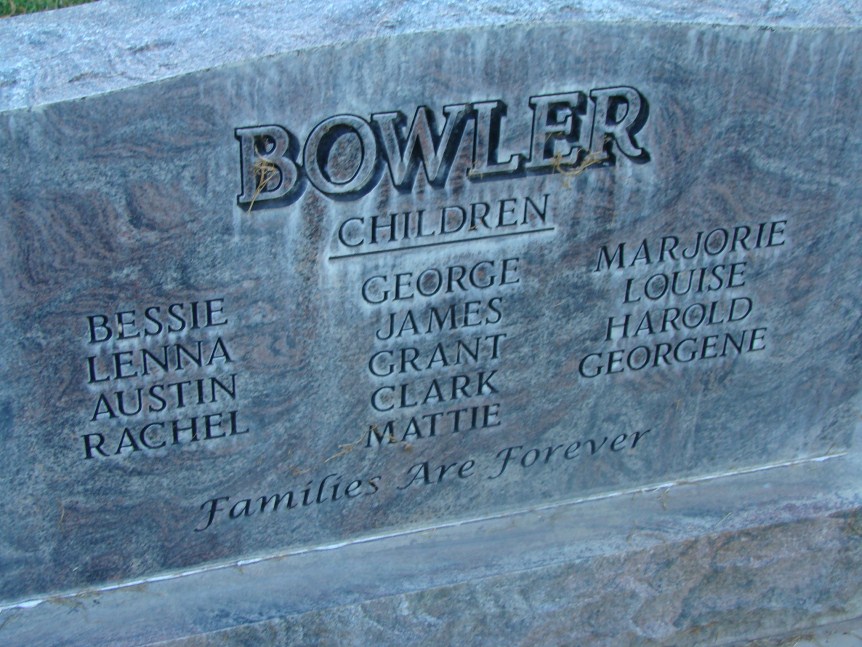 BOWLER
CHILDREN
BESSIE
LENNA
AUSTIN
RACHEL
GEORGE
JAMES
GRANT
CLARK
MATTIE
MARJORIE
LOUISE
HAROLD
GEORGENE
Families Are Forever